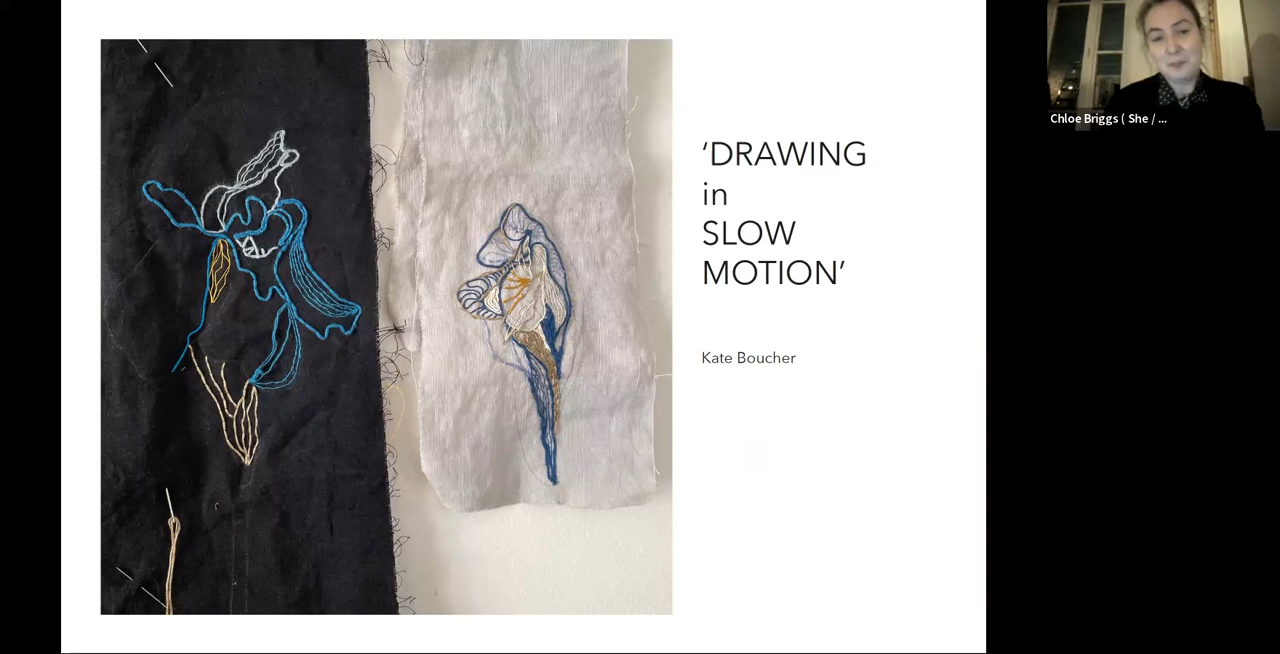 ‘DRAWING
in
SLOW
MOTION’
Kate Boucher
Chloe Briggs ( She / ...